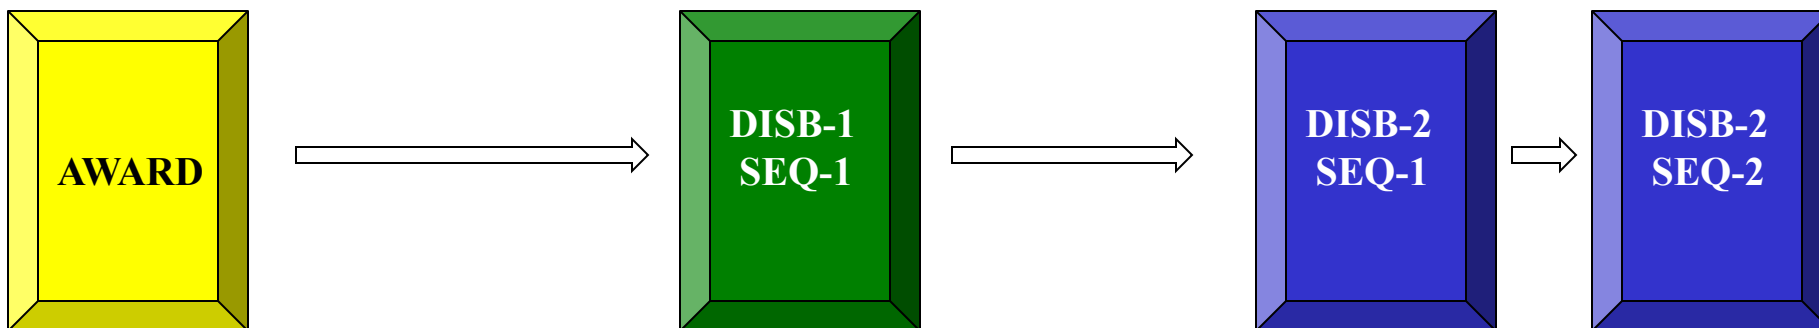 AWARD
DISB-1
SEQ-1
DISB-2
SEQ-1
DISB-2
SEQ-2